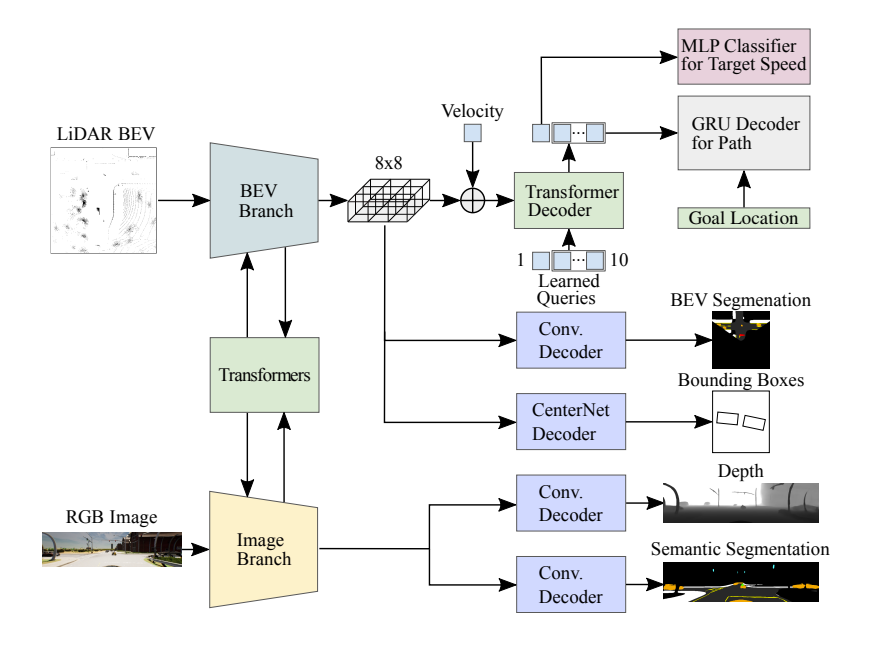 MLP Classifier
for Target Speed
Velocity
LiDAR BEV
8x8
GRU Decoder
for Path
BEV
Branch
Transformer
Decoder
Goal Location
1
...
10
Learned
Queries
BEV Segmenation
Conv.
Decoder
Transformers
Bounding Boxes
CenterNet
Decoder
Depth
RGB Image
Conv.
Decoder
Image
Branch
Semantic Segmentation
Conv.
Decoder